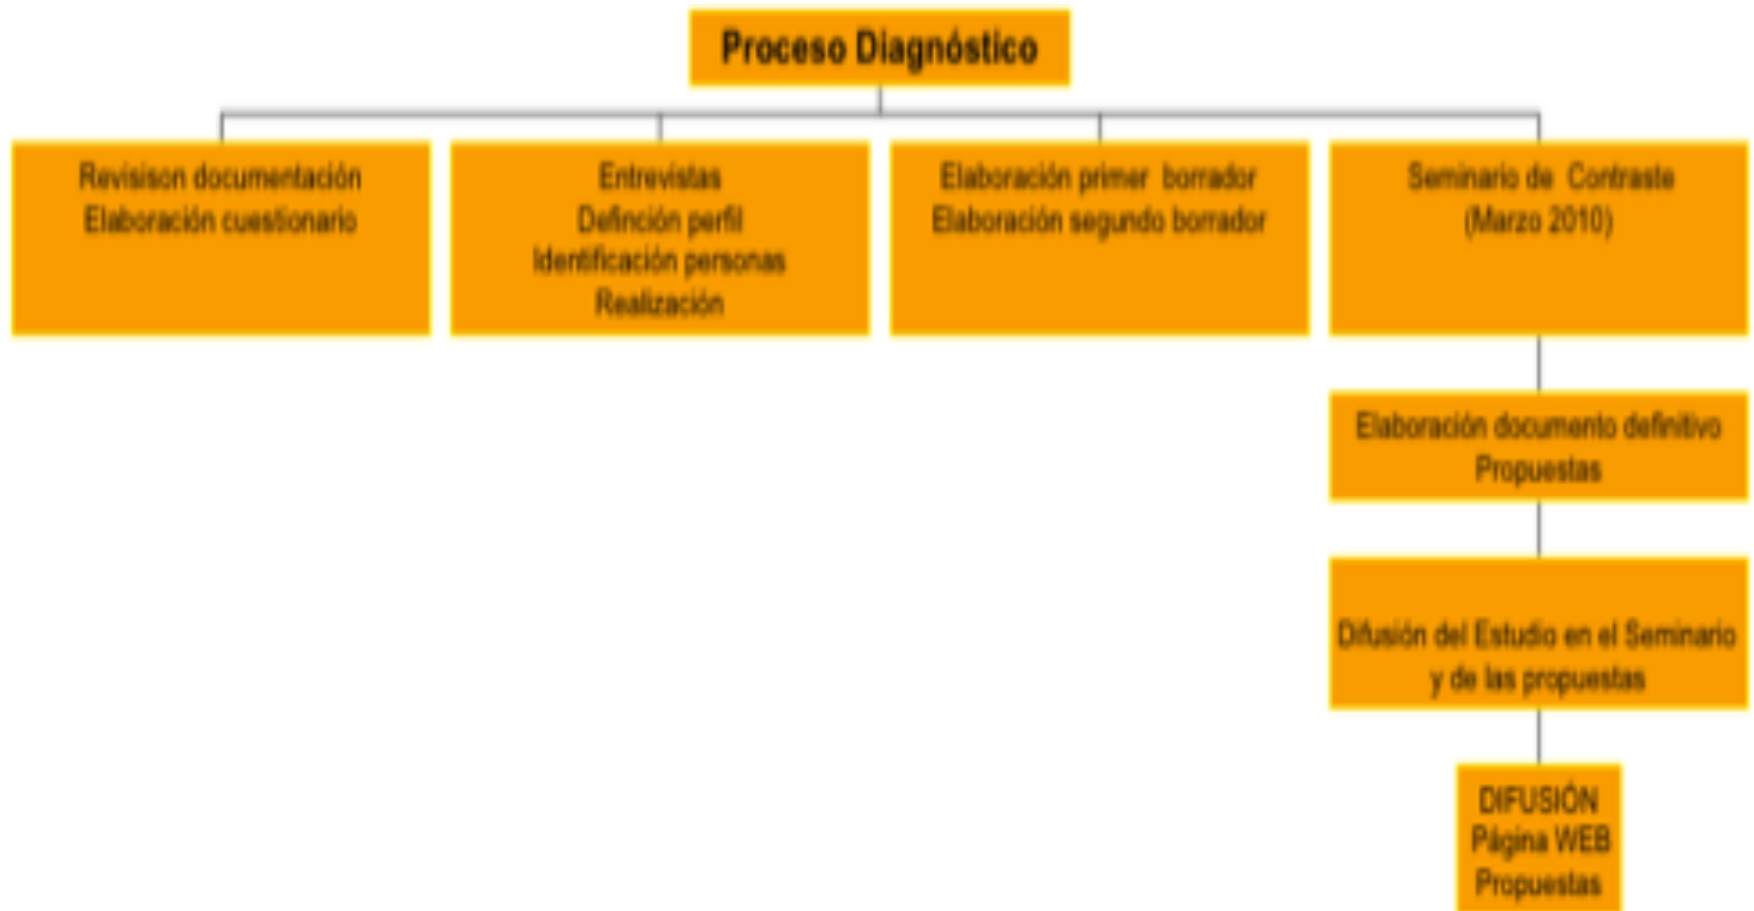 Proceso Diagnóstico
Revisison documentación
Elaboración cuestionario
Entrevistas
Definción perfil
Identificación personas
Realización
Elaboración primer borrador
Elaboración segundo borrador
Seminario de Contraste
(Marzo 2010)
Elaboración documento definitivo
Propuestas
Difusión del Estudio en el Seminario
y de las propuestas
DIFUSIÓN
Página WEB
Propuestas